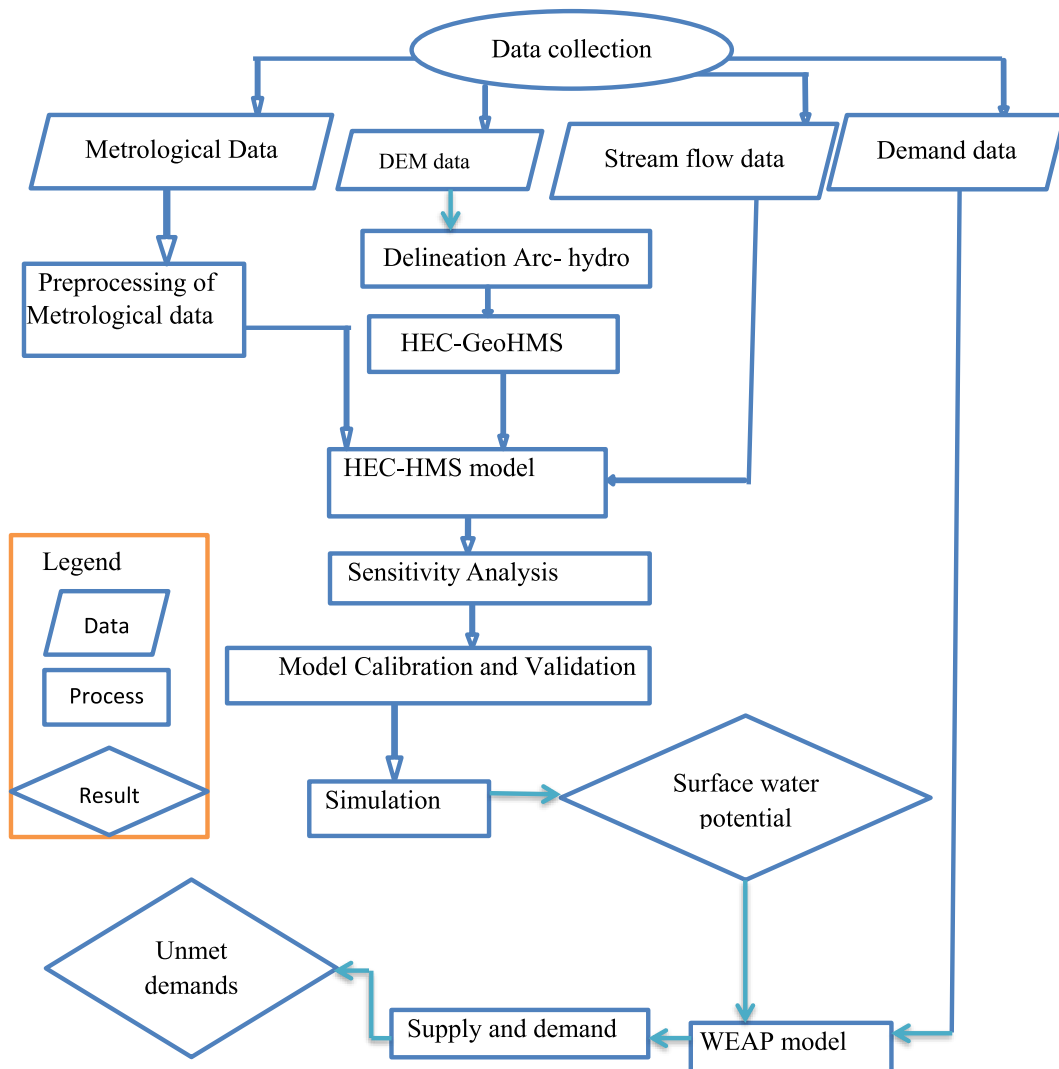 Data collection
Metrological Data
DEM data
Stream flow data
Demand data
Delineation Arc- hydro
Preprocessing of
Metrological data
HEC-GeoHMS
HEC-HMS model
Legend
Data
Process
Result
Sensitivity Analysis
Model Calibration and Validation
Simulation
Surface water
potential
Unmet
demands
Supply and demand
WEAP model